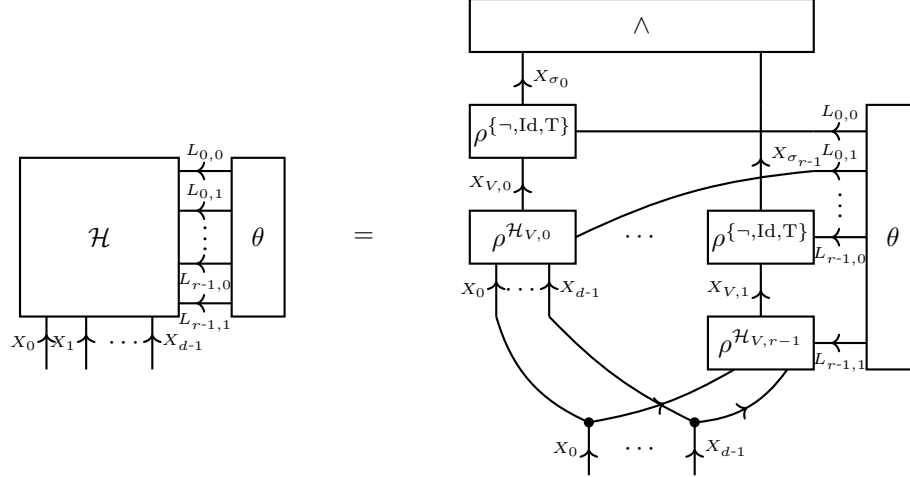 ∧
X_{σ_0}
ρ^{\{¬,Id,T\}}
L_{0,0}
X_{V,0}
X_{σ_{r-1}}
L_{0,1}
⋮
ρ^{H_{V,0}}
· · ·
ρ^{\{¬,Id,T\}}
L_{r-1,0}
θ
X_0 · · · X_{d-1}
X_{V,1}
ρ^{H_{V,r−1}}
L_{r-1,1}
X_0 · · · X_{d-1}
L_{0,0}
L_{0,1}
H
⋮
θ
=
L_{r-1,0}
L_{r-1,1}
X_0 X_1 · · · X_{d-1}